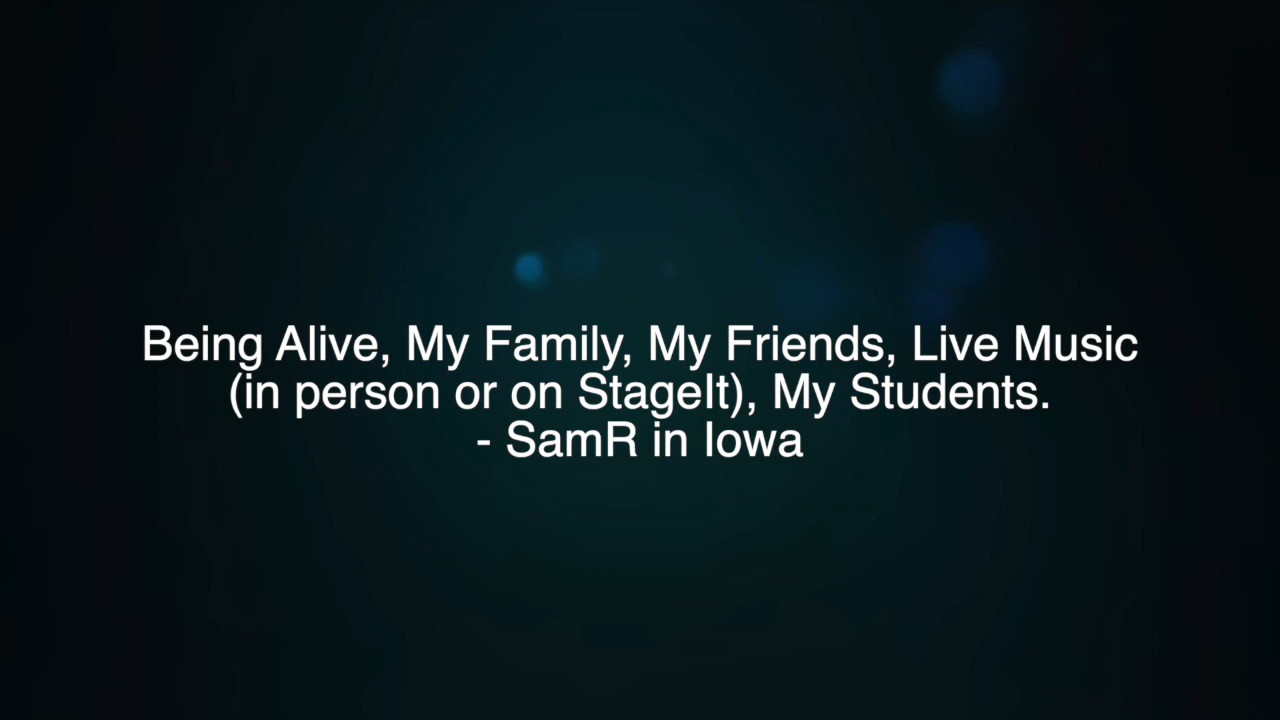 Being Alive, My Family, My Friends, Live Music
(in person or on StageIt), My Students.
- SamR in Iowa